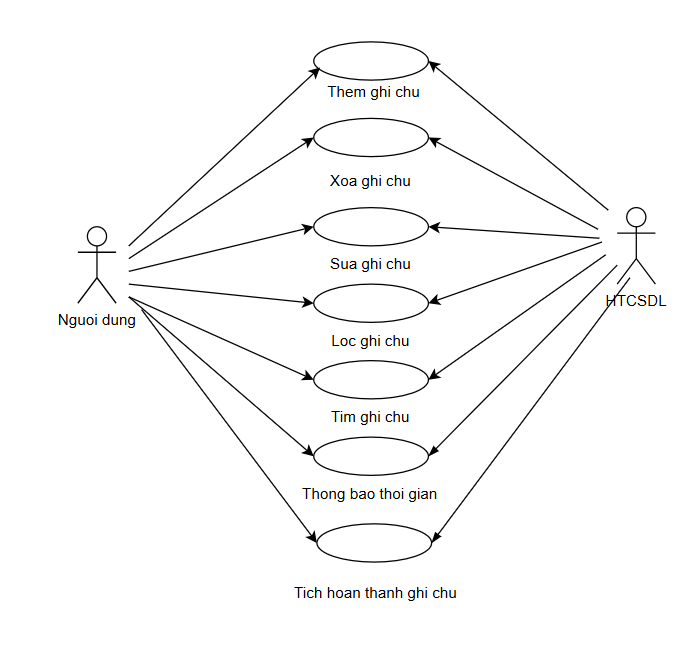 Them ghi chu
Xoa ghi chu
Sua ghi chu
HTCSDL
Nguoi dung
Loc ghi chu
Tim ghi chu
Thong bao thoi gian
Tich hoan thanh ghi chu